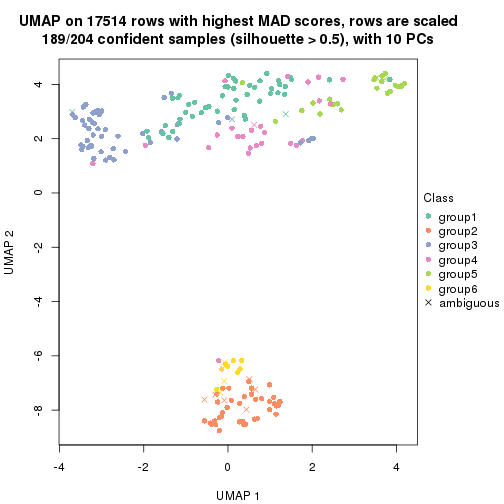 UMAP on 17514 rows with highest MAD scores, rows are scaled
189/204 confident samples (silhouette > 0.5), with 10 PCs
4
2
0
-2
-4
-6
-8
UMAP 2
-4
-2
0
2
4
UMAP 1
Class
group1
group2
group3
group4
group5
group6
ambiguous